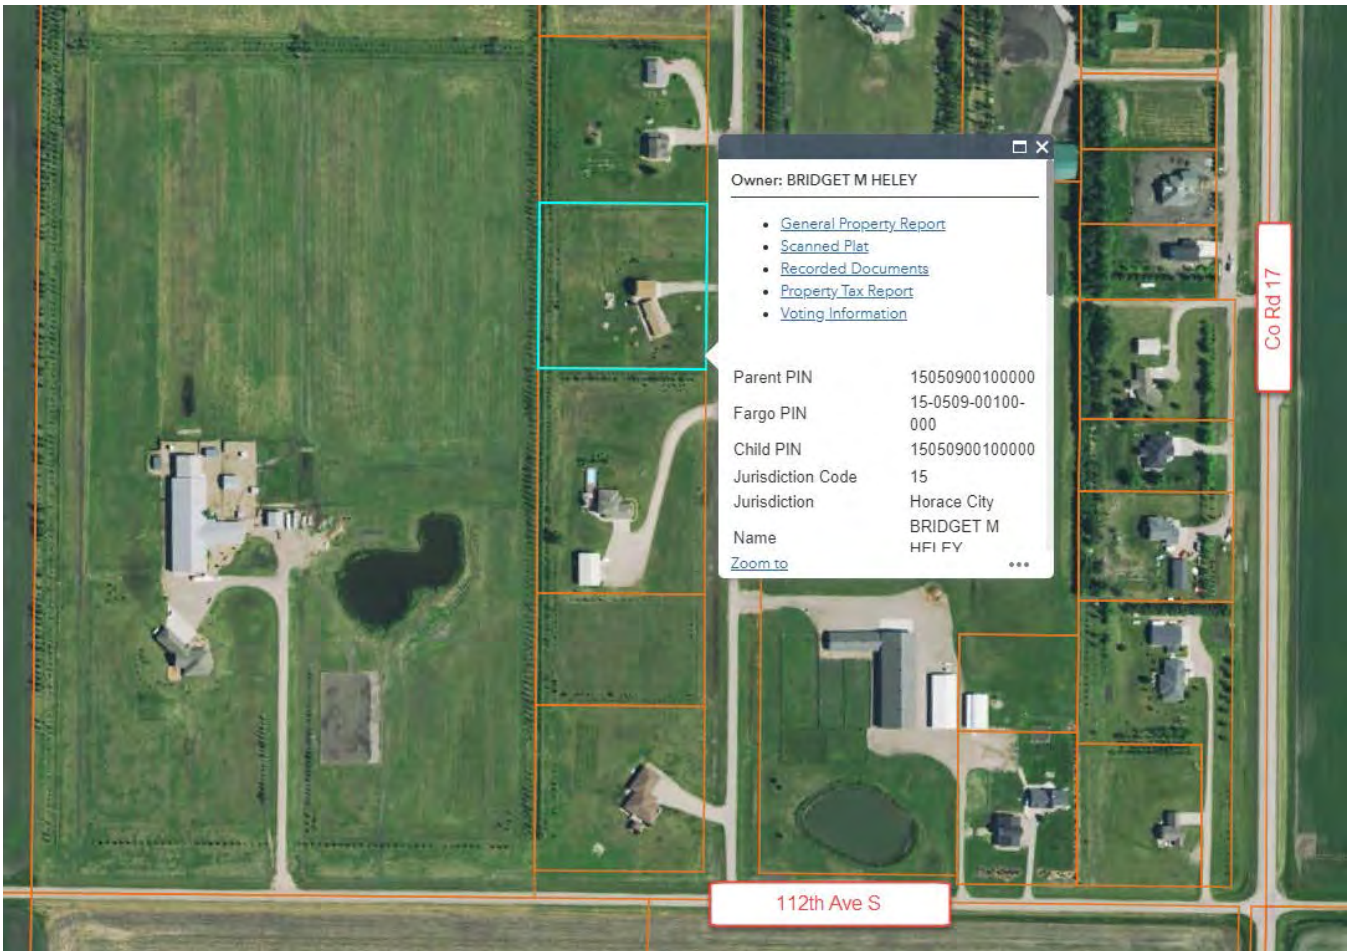 Owner: BRIDGET M HELEY
General Property Report
Scanned Plat
Recorded Documents
Property Tax Report
Voting Information
Parent PIN 15050900100000
Fargo PIN 15-0509-00100-
000
Child PIN 15050900100000
Jurisdiction Code 15
Jurisdiction Horace City
Name BRIDGET M
HELEY
Zoom to
Co Rd 17
112th Ave S